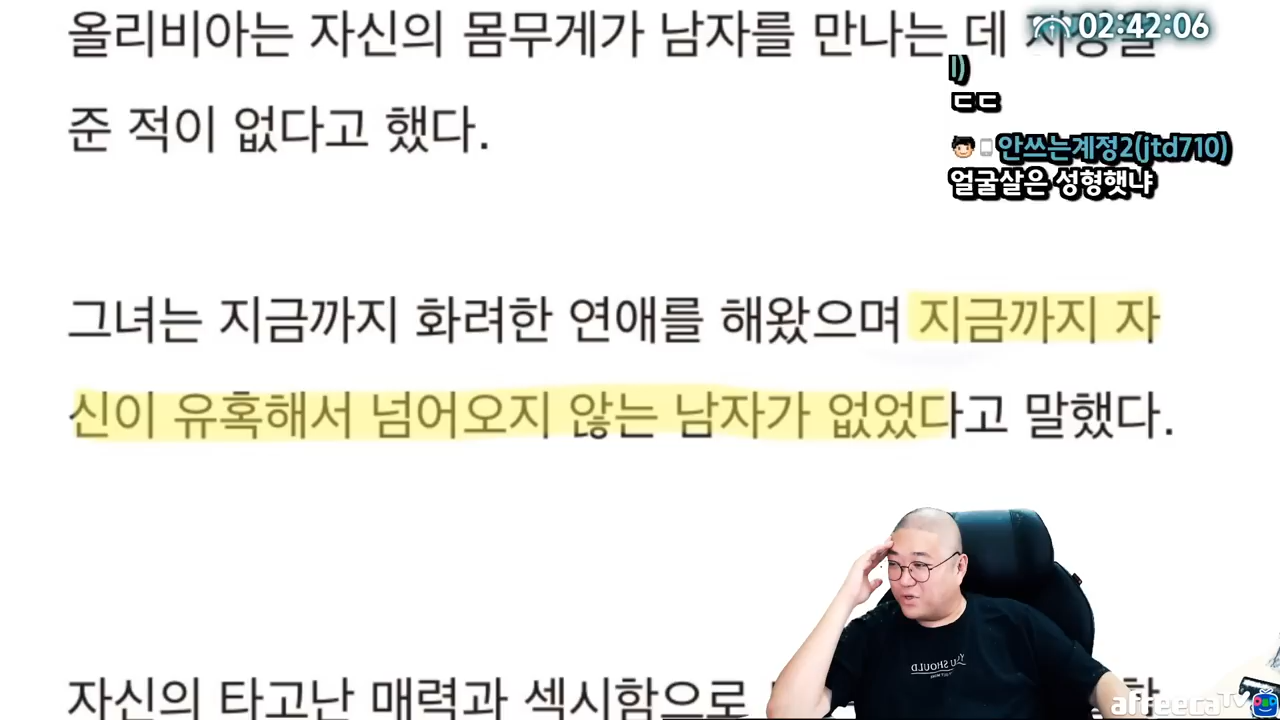 올리비아는 자신의 몸무게가 남자를 만나는 데
02:42:06
준 적이 없다고 했다.
ㄷㄷ
안쓰는계정2(jtd710)
얼굴살은 성형햇냐
그녀는 지금까지 화려한 연애를 해왔으며 지금까지 자
신이 유혹해서 넘어오지 않는 남자가 없었다고 말했다.
자신의 타고난 매력과 섹시함으로
YOU SHOULD
afreecaTV